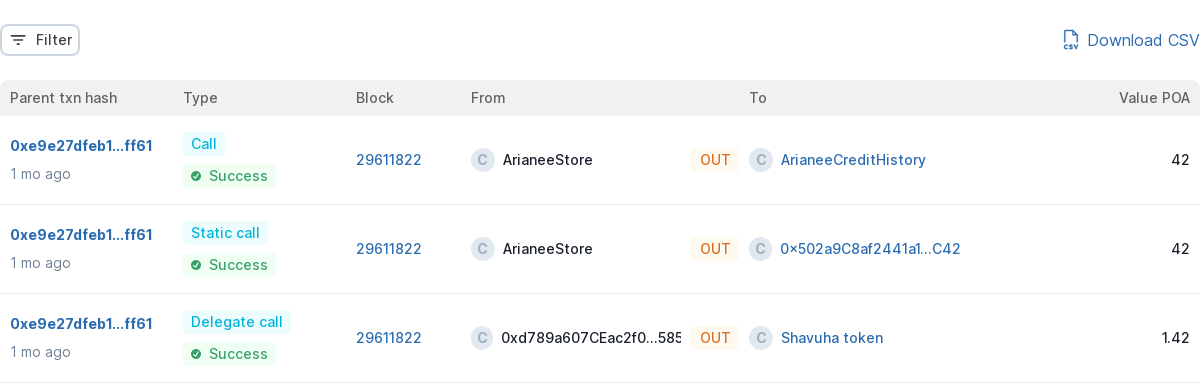 Filter
Download CSV
Parent txn hash Type Block From To Value POA
0xe9e27dfeb1...ff61 Call 29611822 C ArianeeStore OUT C ArianeeCreditHistory 42
1 mo ago Success
0xe9e27dfeb1...ff61 Static call 29611822 C ArianeeStore OUT C 0x502a9C8af2441a1...C42 42
1 mo ago Success
0xe9e27dfeb1...ff61 Delegate call 29611822 C 0xd789a607CEac2f0...585 OUT C Shavuha token 1.42
1 mo ago Success